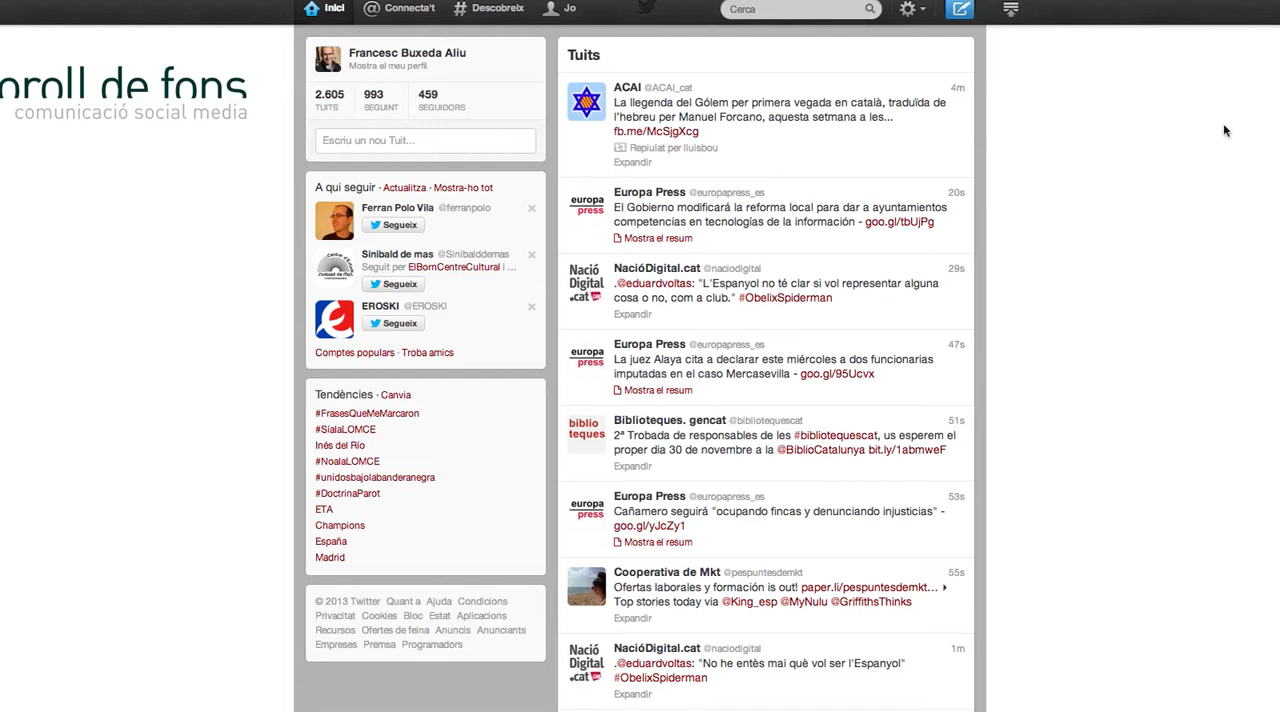 Inici
Connecta't
Descobreix
Jo
Cerca
oroll de fons
comunicació social media
Francesc Buxeda Aliu
Mostra el meu perfil
2.605 993 459
TUITS SEGUINT SEGUIDORS
Escriu un nou Tuit...
A qui seguir · Actualitza · Mostra-ho tot
Ferran Polo Vila @ferranpolo
Segueix
Sinibald de mas @Sinibalddemas
Seguit per ElBornCentreCultural i ...
Segueix
EROSKI @EROSKI
Segueix
Comptes populars · Troba amics
Tendències · Canvia
#FrasesQueMeMarcaron
#SíalaLOMCE
Inés del Río
#NoalaLOMCE
#unidosbajolabanderanegra
#DoctrinaParot
ETA
Champions
España
Madrid
© 2013 Twitter Quant a Ajuda Condicions
Privacitat Cookies Bloc Estat Aplicacions
Recursos Ofertes de feina Anuncis Anunciants
Empreses Premsa Programadors
Tuits
ACAI @ACAI_cat 4m
La llegenda del Gólem per primera vegada en català, traduïda de
l'hebreu per Manuel Forcano, aquesta setmana a les...
fb.me/McSjgXcg
Repiulat per lluisbou
Expandir
europa press
Europa Press @europapress_es 20s
El Gobierno modificará la reforma local para dar a ayuntamientos
competencias en tecnologías de la información - goo.gl/tbUjPg
Mostra el resum
Nació Digital .cat
NacióDigital.cat @naciodigital 29s
.@eduardvoltas: "L'Espanyol no té clar si vol representar alguna
cosa o no, com a club." #ObelixSpiderman
Expandir
europa press
Europa Press @europapress_es 47s
La juez Alaya cita a declarar este miércoles a dos funcionarias
imputadas en el caso Mercasevilla - goo.gl/95Ucvx
Mostra el resum
biblio teques
Biblioteques. gencat @bibliotequescat 51s
2ª Trobada de responsables de les #bibliotequescat, us esperem el
proper dia 30 de novembre a la @BiblioCatalunya bit.ly/1abmweF
Expandir
europa press
Europa Press @europapress_es 53s
Cañamero seguirá "ocupando fincas y denunciando injusticias" -
goo.gl/yJcZy1
Mostra el resum
Cooperativa de Mkt @pespuntesdemkt 55s
Ofertas laborales y formación is out! paper.li/pespuntesdemkt...
Top stories today via @King_esp @MyNulu @GriffithsThinks
Expandir
Nació Digital .cat
NacióDigital.cat @naciodigital 1m
.@eduardvoltas: "No he entès mai què vol ser l'Espanyol"
#ObelixSpiderman
Expandir